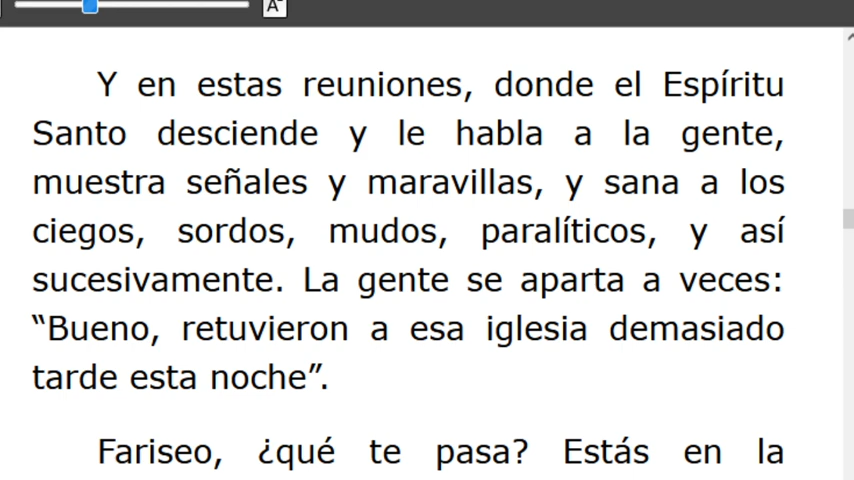 A
Y en estas reuniones, donde el Espíritu
Santo desciende y le habla a la gente,
muestra señales y maravillas, y sana a los
ciegos, sordos, mudos, paralíticos, y así
sucesivamente. La gente se aparta a veces:
“Bueno, retuvieron a esa iglesia demasiado
tarde esta noche”.
Fariseo, ¿qué te pasa? Estás en la